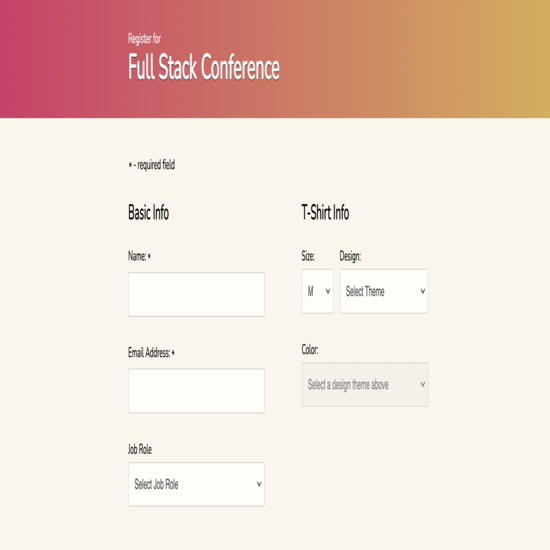 Register for
Full Stack Conference
* - required field
Basic Info
Name: *
Email Address: *
Job Role
Select Job Role
T-Shirt Info
Size:
Design:
M
Select Theme
Color:
Select a design theme above